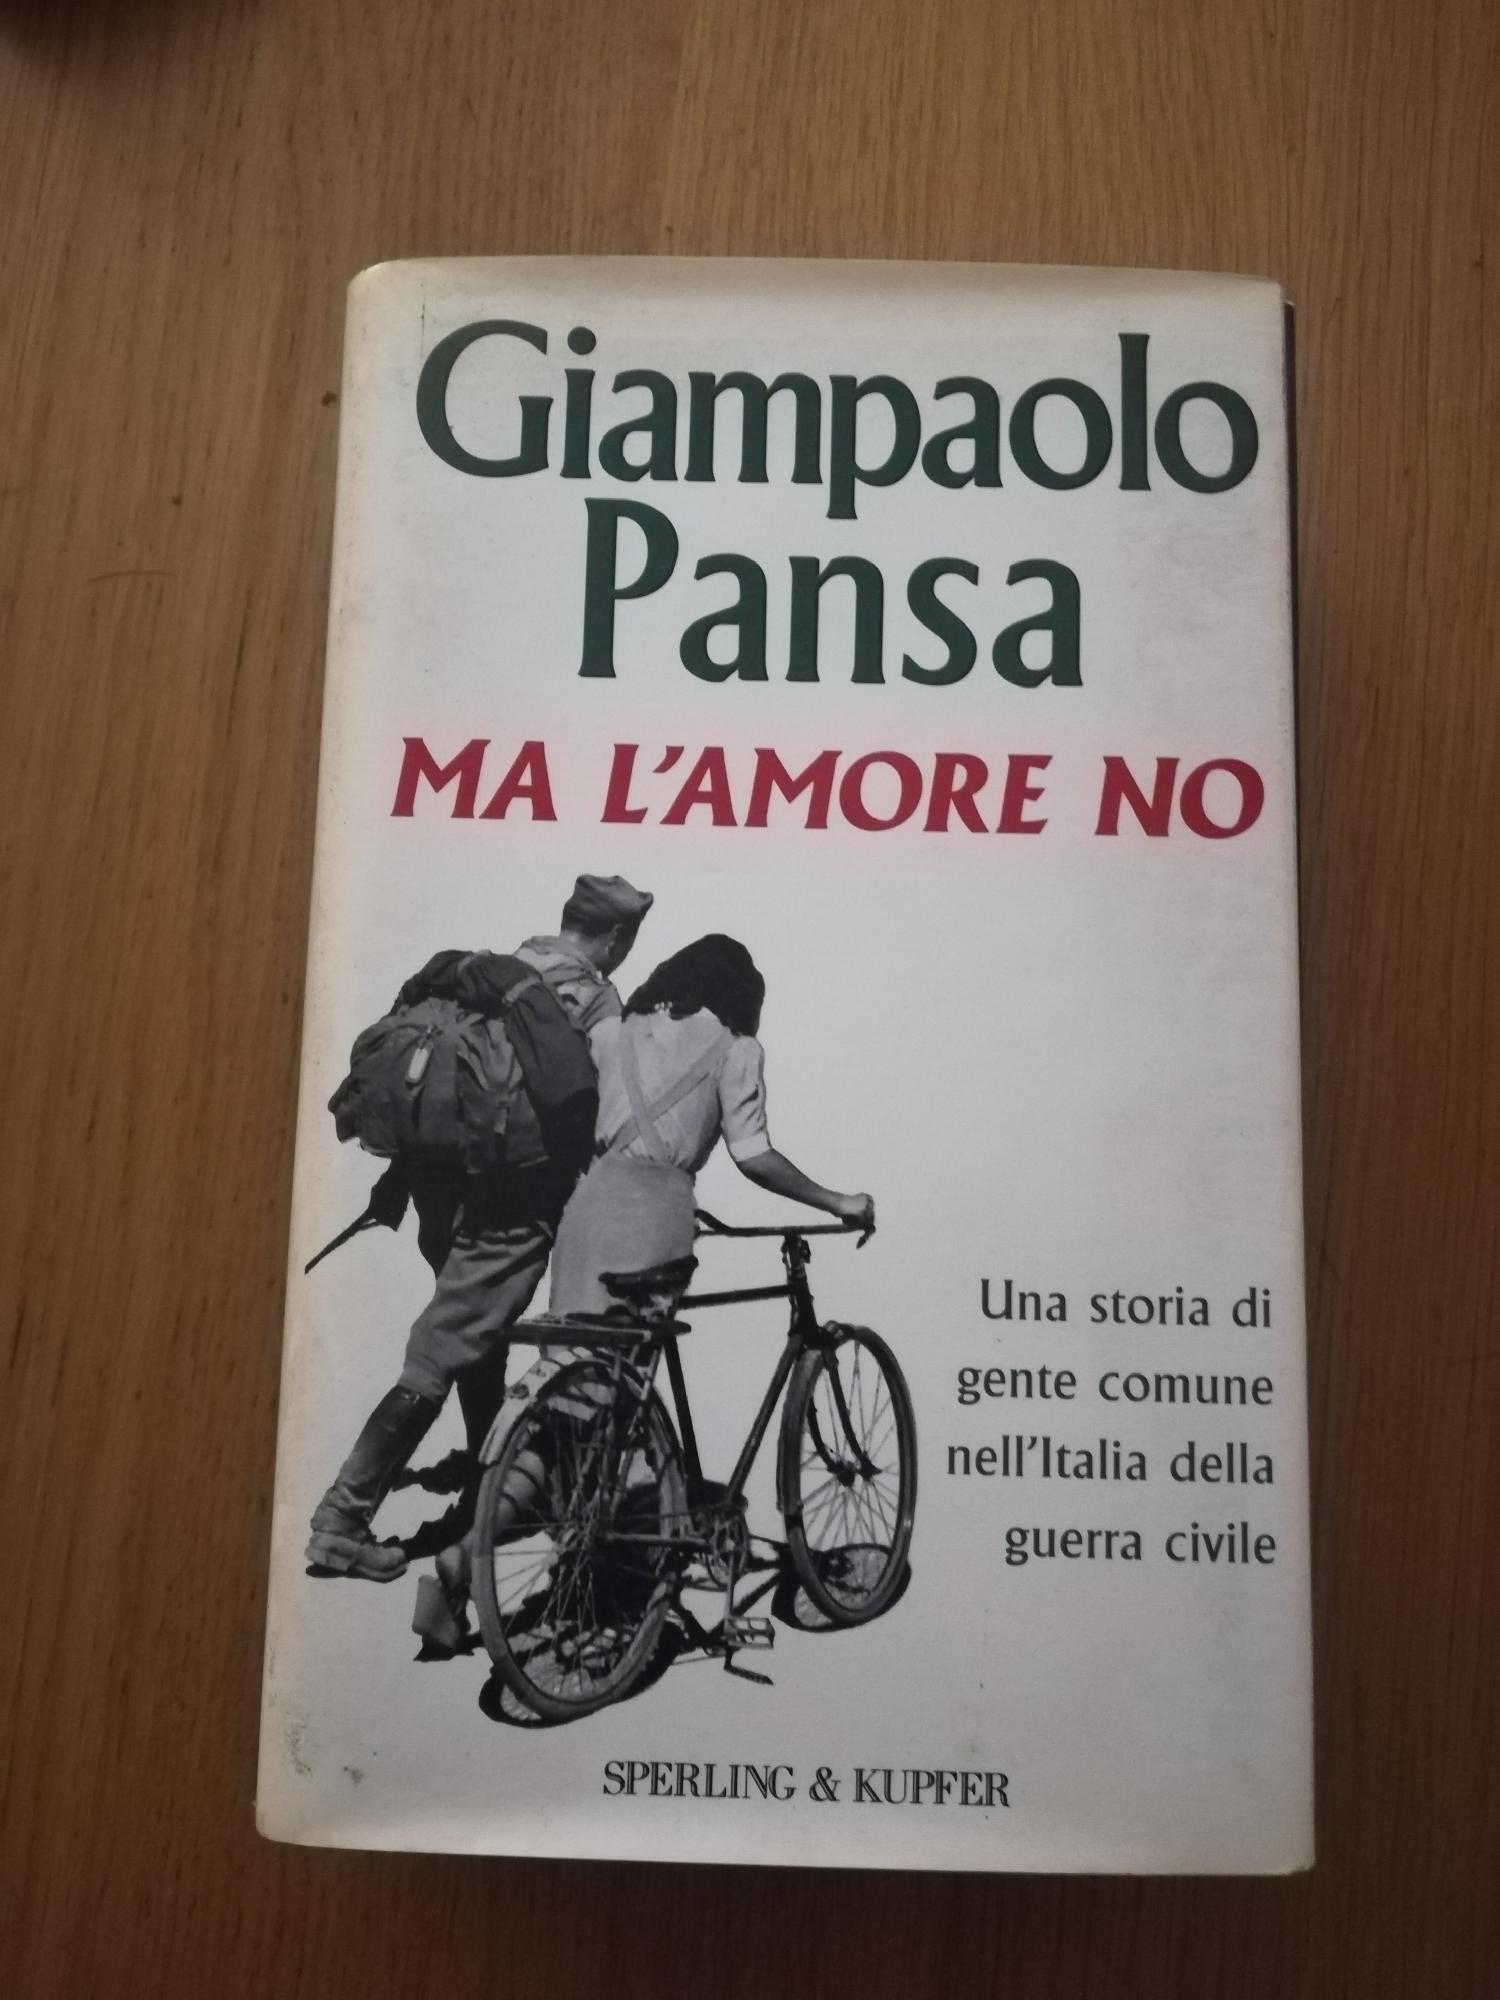 Giampaolo
Pansa
MA L'AMORE NO
Una storia di
gente comune
nell'Italia della
guerra civile
SPERLING & KUPFER